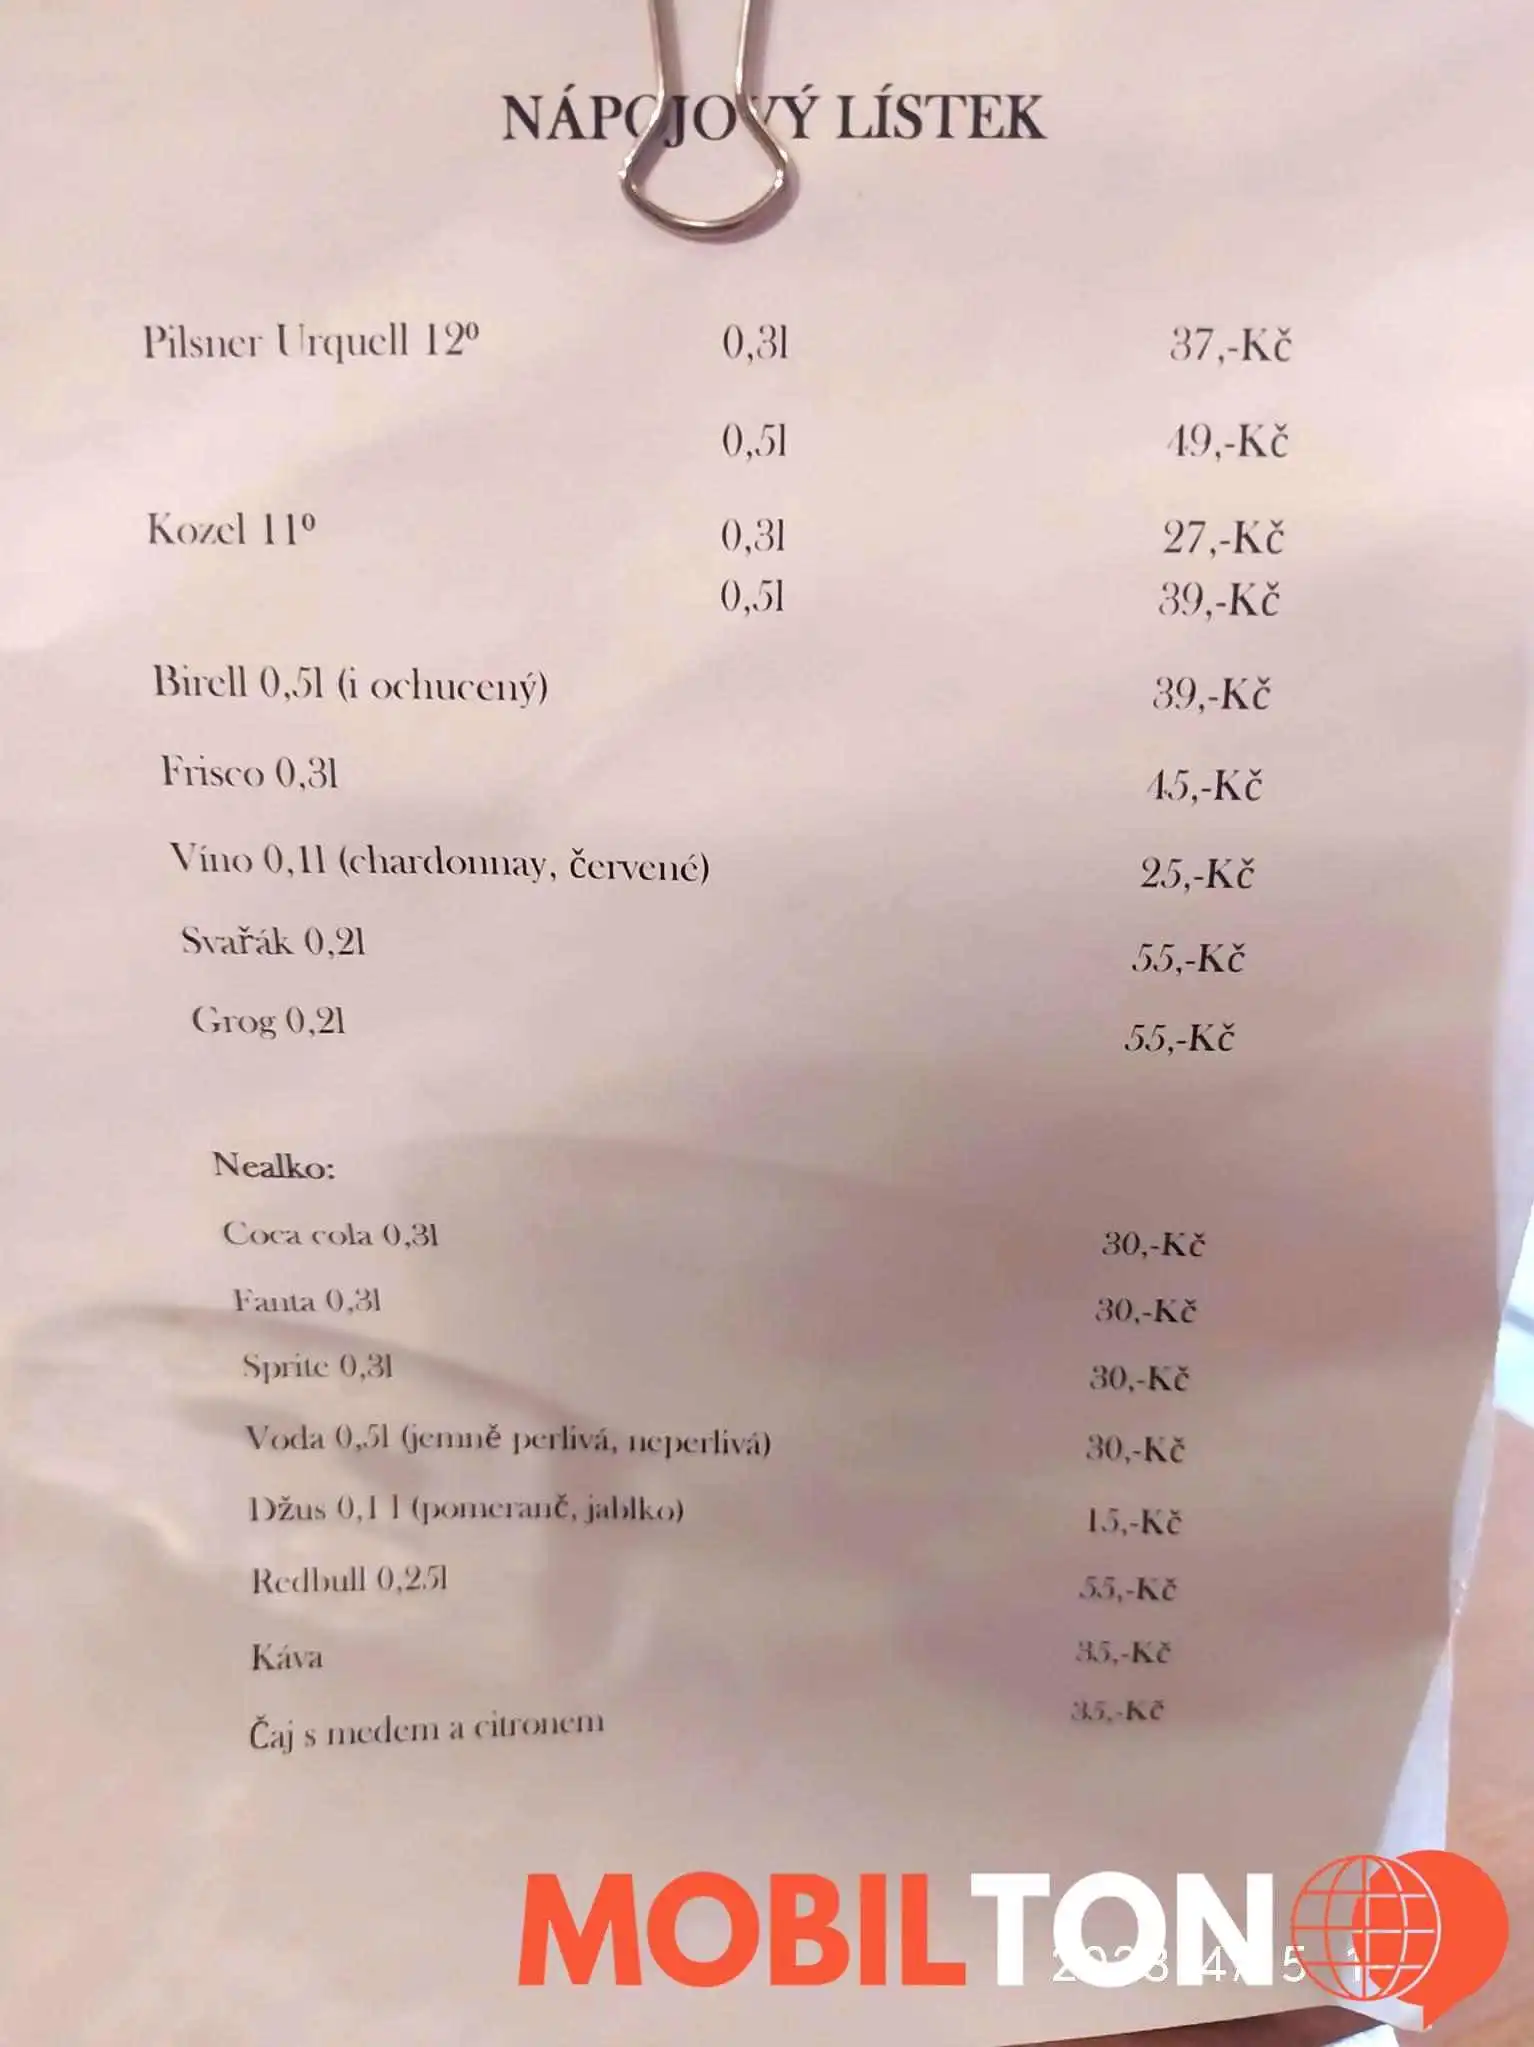 NÁPOJOVÝ LÍSTEK
Pilsner Urquell 12º 0,3l 37,-Kč
0,5l 49,-Kč
Kozel 11º 0,3l 27,-Kč
0,5l 39,-Kč
Birell 0,5l (i ochucený) 39,-Kč
Frisco 0,3l 45,-Kč
Víno 0,1l (chardonnay, červené) 25,-Kč
Svařák 0,2l 55,-Kč
Grog 0,2l 55,-Kč
Nealko:
Coca cola 0,3l 30,-Kč
Fanta 0,3l 30,-Kč
Sprite 0,3l 30,-Kč
Voda 0,5l (jemně perlivá, neperlivá) 30,-Kč
Džus 0,1 l (pomeranč, jablko) 15,-Kč
Redbull 0,25l 55,-Kč
Káva 35,-Kč
Čaj s medem a citronem 35,-Kč
MOBILTON